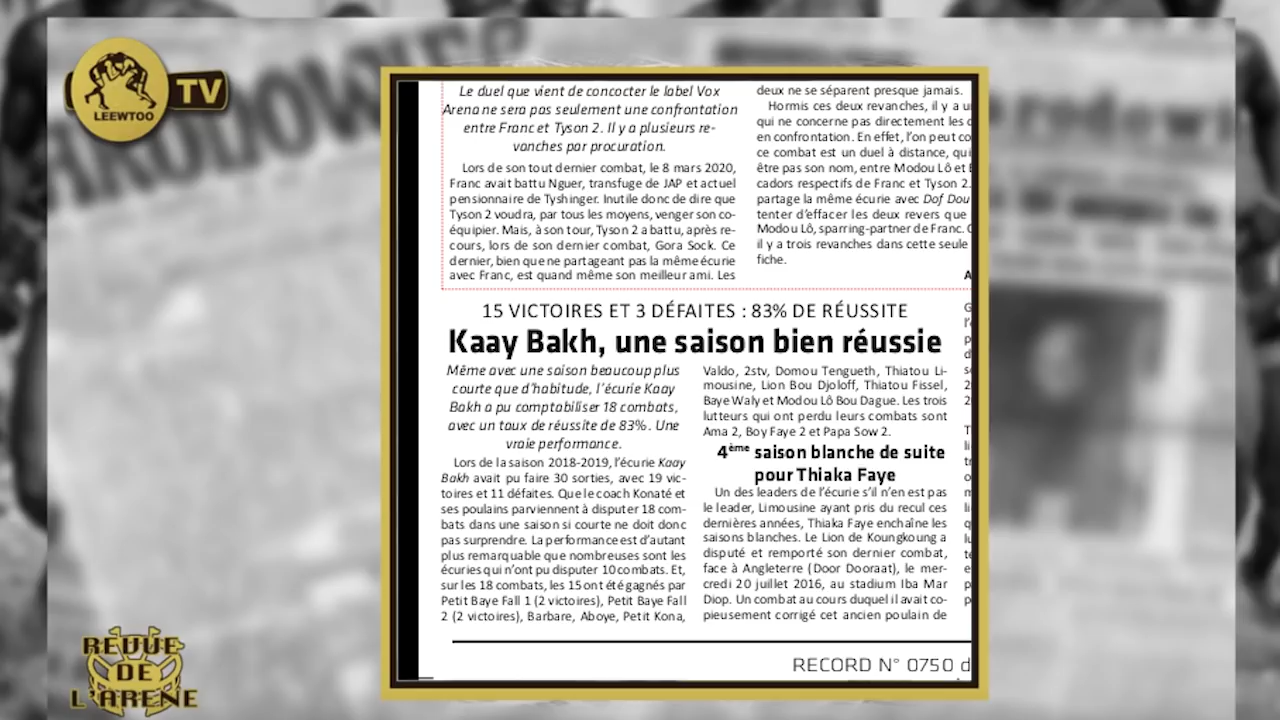 LEEWTOO
TV
Le duel que vient de concocter le label Vox
Arena ne sera pas seulement une confrontation
entre Franc et Tyson 2. Il y a plusieurs re-
vanches par procuration.
Lors de son tout dernier combat, le 8 mars 2020,
Franc avait battu Nguer, transfuge de JAP et actuel
pensionnaire de Tyshinger. Inutile donc de dire que
Tyson 2 voudra, par tous les moyens, venger son co-
équipier. Mais, à son tour, Tyson 2 a battu, après re-
cours, lors de son dernier combat, Gora Sock. Ce
dernier, bien que ne partageant pas la même écurie
avec Franc, est quand même son meilleur ami. Les
deux ne se séparent presque jamais.
Hormis ces deux revanches, il y a
qui ne concerne pas directement les
en confrontation. En effet, l'on peut
ce combat est un duel à distance,
être pas son nom, entre Modou Lô et
cadors respectifs de Franc et Tyson 2.
partage la même écurie avec Dof
tenter d'effacer les deux revers que
Modou Lô, sparring-partner de Franc.
il y a trois revanches dans cette seule
fiche.
15 VICTOIRES ET 3 DÉFAITES : 83% DE RÉUSSITE
Kaay Bakh, une saison bien réussie
Même avec une saison beaucoup plus
courte que d'habitude, l'écurie Kaay
Bakh a pu comptabiliser 18 combats,
avec un taux de réussite de 83%. Une
vraie performance.
Lors de la saison 2018-2019, l'écurie Kaay
Bakh avait pu faire 30 sorties, avec 19 vic-
toires et 11 défaites. Que le coach Konaté et
ses poulains parviennent à disputer 18 com-
bats dans une saison si courte ne doit donc
pas surprendre. La performance est d'autant
plus remarquable que nombreuses sont les
écuries qui n'ont pu disputer 10 combats. Et,
sur les 18 combats, les 15 ont été gagnés par
Petit Baye Fall 1 (2 victoires), Petit Baye Fall
2 (2 victoires), Barbare, Aboye, Petit Kona,
Valdo, 2stv, Domou Tengueth, Thiatou Li-
mousine, Lion Bou Djoloff, Thiatou Fissel,
Baye Waly et Modou Lô Bou Dague. Les trois
lutteurs qui ont perdu leurs combats sont
Ama 2, Boy Faye 2 et Papa Sow 2.
4ème saison blanche de suite
pour Thiaka Faye
Un des leaders de l'écurie s'il n'en est pas
le leader, Limousine ayant pris du recul ces
dernières années, Thiaka Faye enchaîne les
saisons blanches. Le Lion de Koungkoung a
disputé et remporté son dernier combat,
face à Angleterre (Door Dooraat), le mer-
credi 20 juillet 2016, au stadium Iba Mar
Diop. Un combat au cours duquel il avait co-
pieusement corrigé cet ancien poulain de
RECORD N° 0750 d
REVUE
DE
L'ARENE